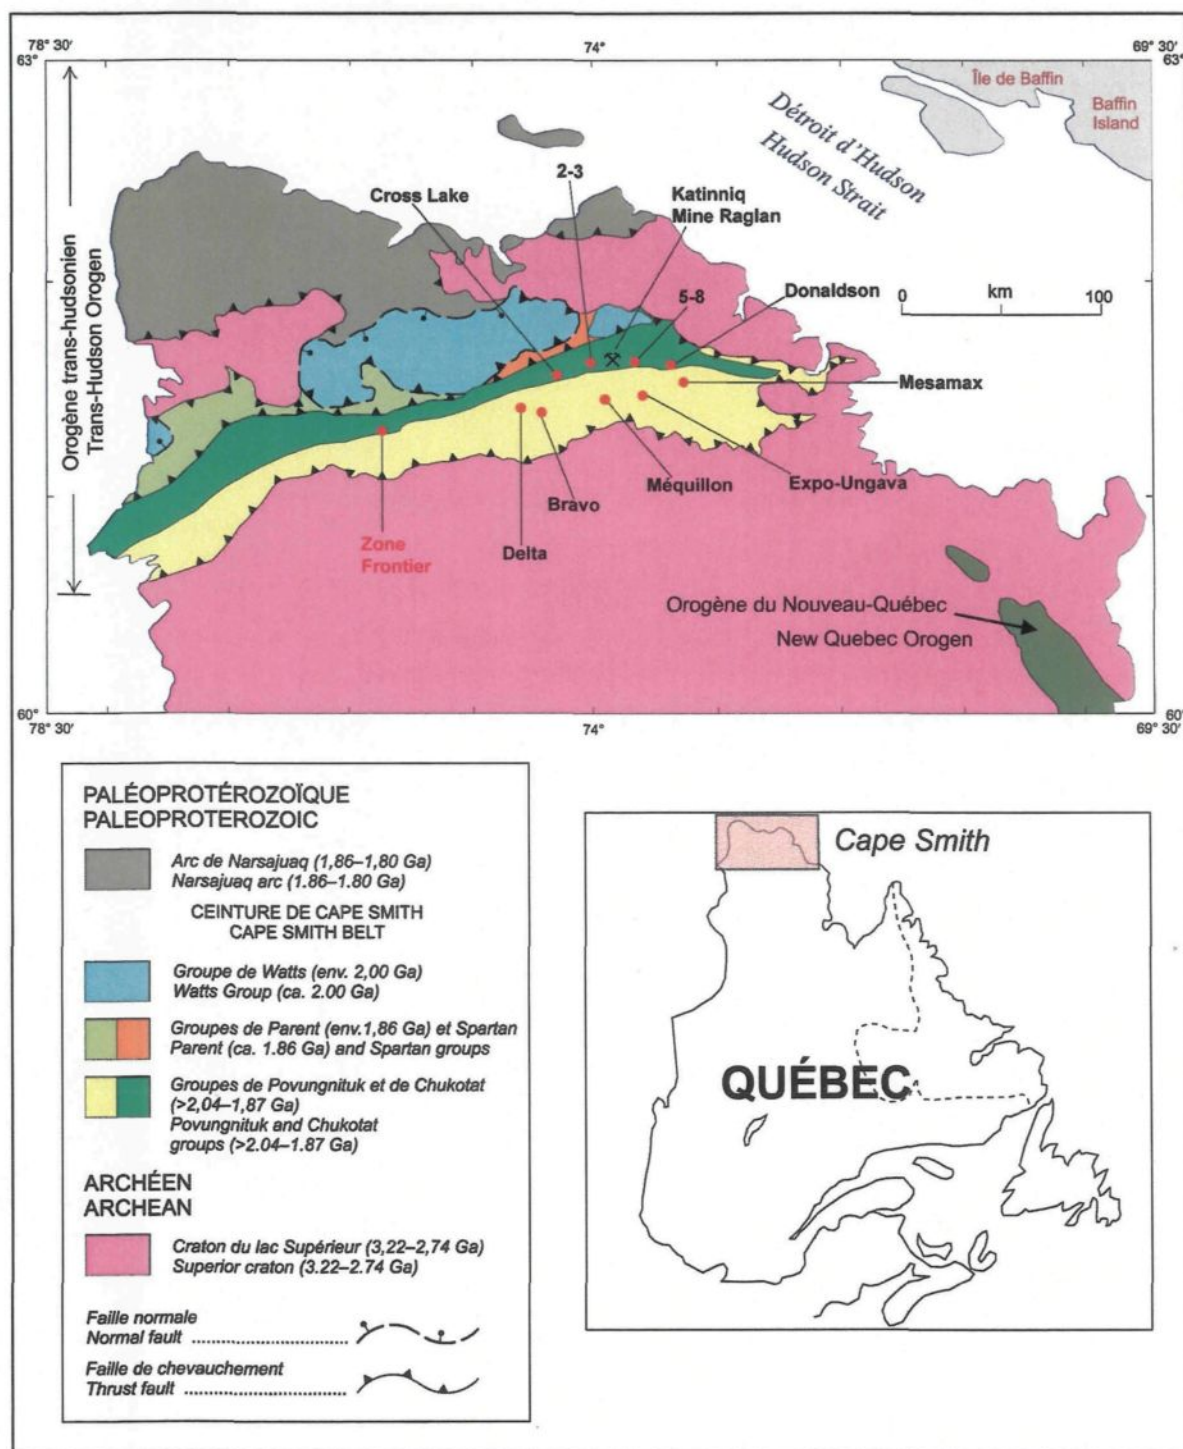 78° 30′
74°
69° 30′
63°
63°
Île de Baffin
Baffin
Island
Détroit d'Hudson
Hudson Strait
2-3
Cross Lake
Katinniq
Mine Raglan
Orogène trans-hudsonien
Trans-Hudson Orogen
5-8
Donaldson
0 km 100
Mesamax
Expo-Ungava
Méquillon
Bravo
Delta
Zone
Frontier
Orogène du Nouveau-Québec
New Quebec Orogen
60°
60°
78° 30′
74°
69° 30′
PALÉOPROTÉROZOÏQUE
PALEOPROTEROZOIC
Arc de Narsajuaq (1,86–1,80 Ga)
Narsajuaq arc (1.86–1.80 Ga)
CEINTURE DE CAPE SMITH
CAPE SMITH BELT
Groupe de Watts (env. 2,00 Ga)
Watts Group (ca. 2.00 Ga)
Groupes de Parent (env.1,86 Ga) et Spartan
Parent (ca. 1.86 Ga) and Spartan groups
Groupes de Povungnituk et de Chukotat
(>2,04–1,87 Ga)
Povungnituk and Chukotat
groups (>2.04–1.87 Ga)
ARCHÉEN
ARCHEAN
Craton du lac Supérieur (3,22–2,74 Ga)
Superior craton (3.22–2.74 Ga)
Faille normale
Normal fault ......................
Faille de chevauchement
Thrust fault ......................
Cape Smith
QUÉBEC